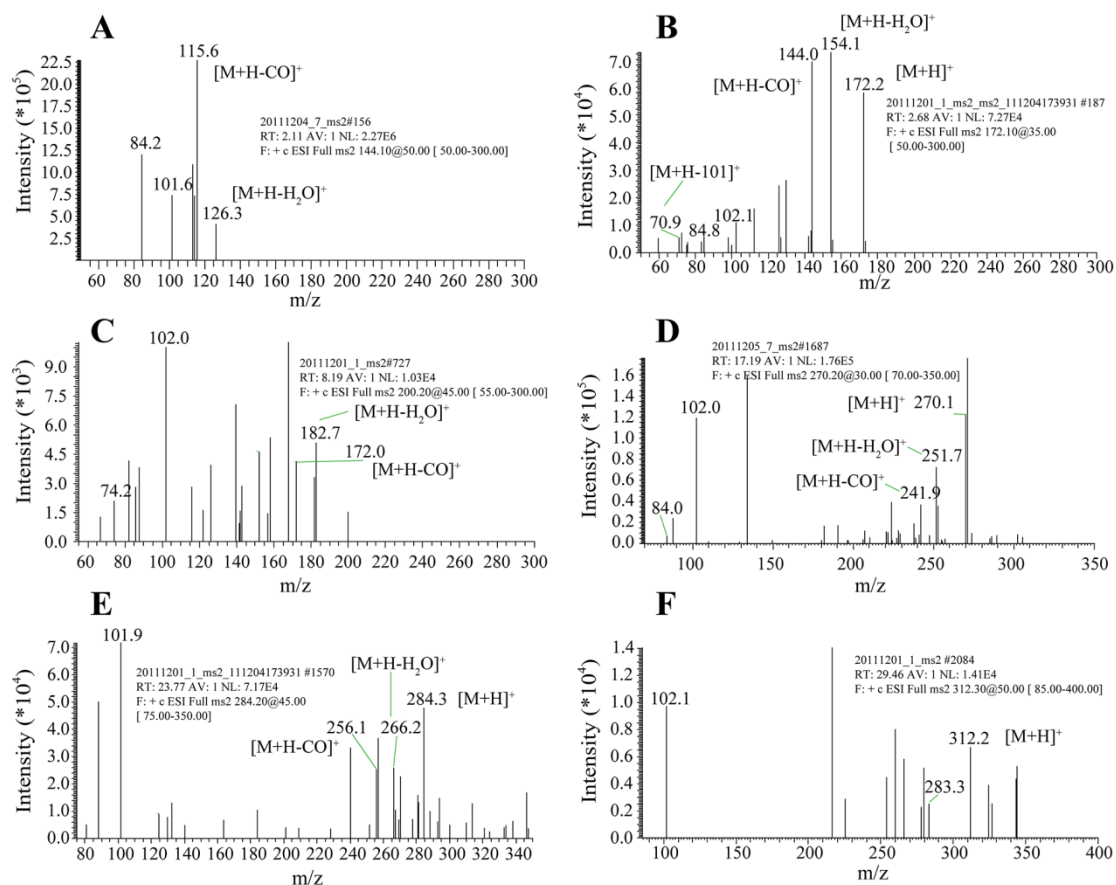 A
115.6
[M+H-CO]⁺
22.5
20.0
17.5
15.0
12.5
10.0
7.5
5.0
2.5
Intensity (*10⁵)
20111204_7_ms2#156
RT: 2.11 AV: 1 NL: 2.27E6
F: + c ESI Full ms2 144.10@50.00 [ 50.00-300.00]
84.2
101.6
[M+H-H₂O]⁺
126.3
60 80 100 120 140 160 180 200 220 240 260 280 300
m/z
B
[M+H-H₂O]⁺
144.0
154.1
[M+H-CO]⁺
172.2
[M+H]⁺
7.0
6.0
5.0
4.0
3.0
2.0
1.0
0.0
Intensity (*10⁴)
20111201_1_ms2_ms2_111204173931 #187
RT: 2.68 AV: 1 NL: 7.27E4
F: + c ESI Full ms2 172.10@35.00
[ 50.00-300.00]
[M+H-101]⁺
70.9
84.8
102.1
60 80 100 120 140 160 180 200 220 240 260 280 300
m/z
C
102.0
9.0
7.5
6.0
4.5
3.0
1.5
0.0
Intensity (*10³)
20111201_1_ms2#727
RT: 8.19 AV: 1 NL: 1.03E4
F: + c ESI Full ms2 200.20@45.00 [ 55.00-300.00]
[M+H-H₂O]⁺
182.7
172.0
[M+H-CO]⁺
74.2
60 80 100 120 140 160 180 200 220 240 260 280 300
m/z
D
20111205_7_ms2#1687
RT: 17.19 AV: 1 NL: 1.76E5
F: + c ESI Full ms2 270.20@30.00 [ 70.00-350.00]
1.6
1.4
1.2
1.0
0.8
0.6
0.4
0.2
0.0
Intensity (*10⁵)
102.0
[M+H]⁺
270.1
[M+H-H₂O]⁺
251.7
[M+H-CO]⁺
241.9
84.0
100 150 200 250 300 350
m/z
E
101.9
7.0
6.0
5.0
4.0
3.0
2.0
1.0
0.0
Intensity (*10⁴)
20111201_1_ms2_111204173931 #1570
RT: 23.77 AV: 1 NL: 7.17E4
F: + c ESI Full ms2 284.20@45.00
[ 75.00-350.00]
[M+H-H₂O]⁺
284.3
[M+H]⁺
256.1
266.2
[M+H-CO]⁺
80 100 120 140 160 180 200 220 240 260 280 300 320 340
m/z
F
1.4
1.2
1.0
0.8
0.6
0.4
0.2
0.0
Intensity (*10⁴)
20111201_1_ms2 #2084
RT: 29.46 AV: 1 NL: 1.41E4
F: + c ESI Full ms2 312.30@50.00 [ 85.00-400.00]
102.1
312.2
[M+H]⁺
283.3
100 150 200 250 300 350 400
m/z